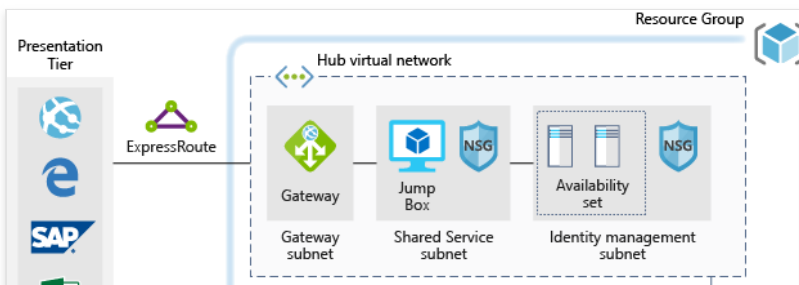 Resource Group
Presentation
Tier
Hub virtual network
ExpressRoute
NSG
NSG
Gateway
Jump
Box
Availability
set
SAP
Gateway
subnet
Shared Service
subnet
Identity management
subnet